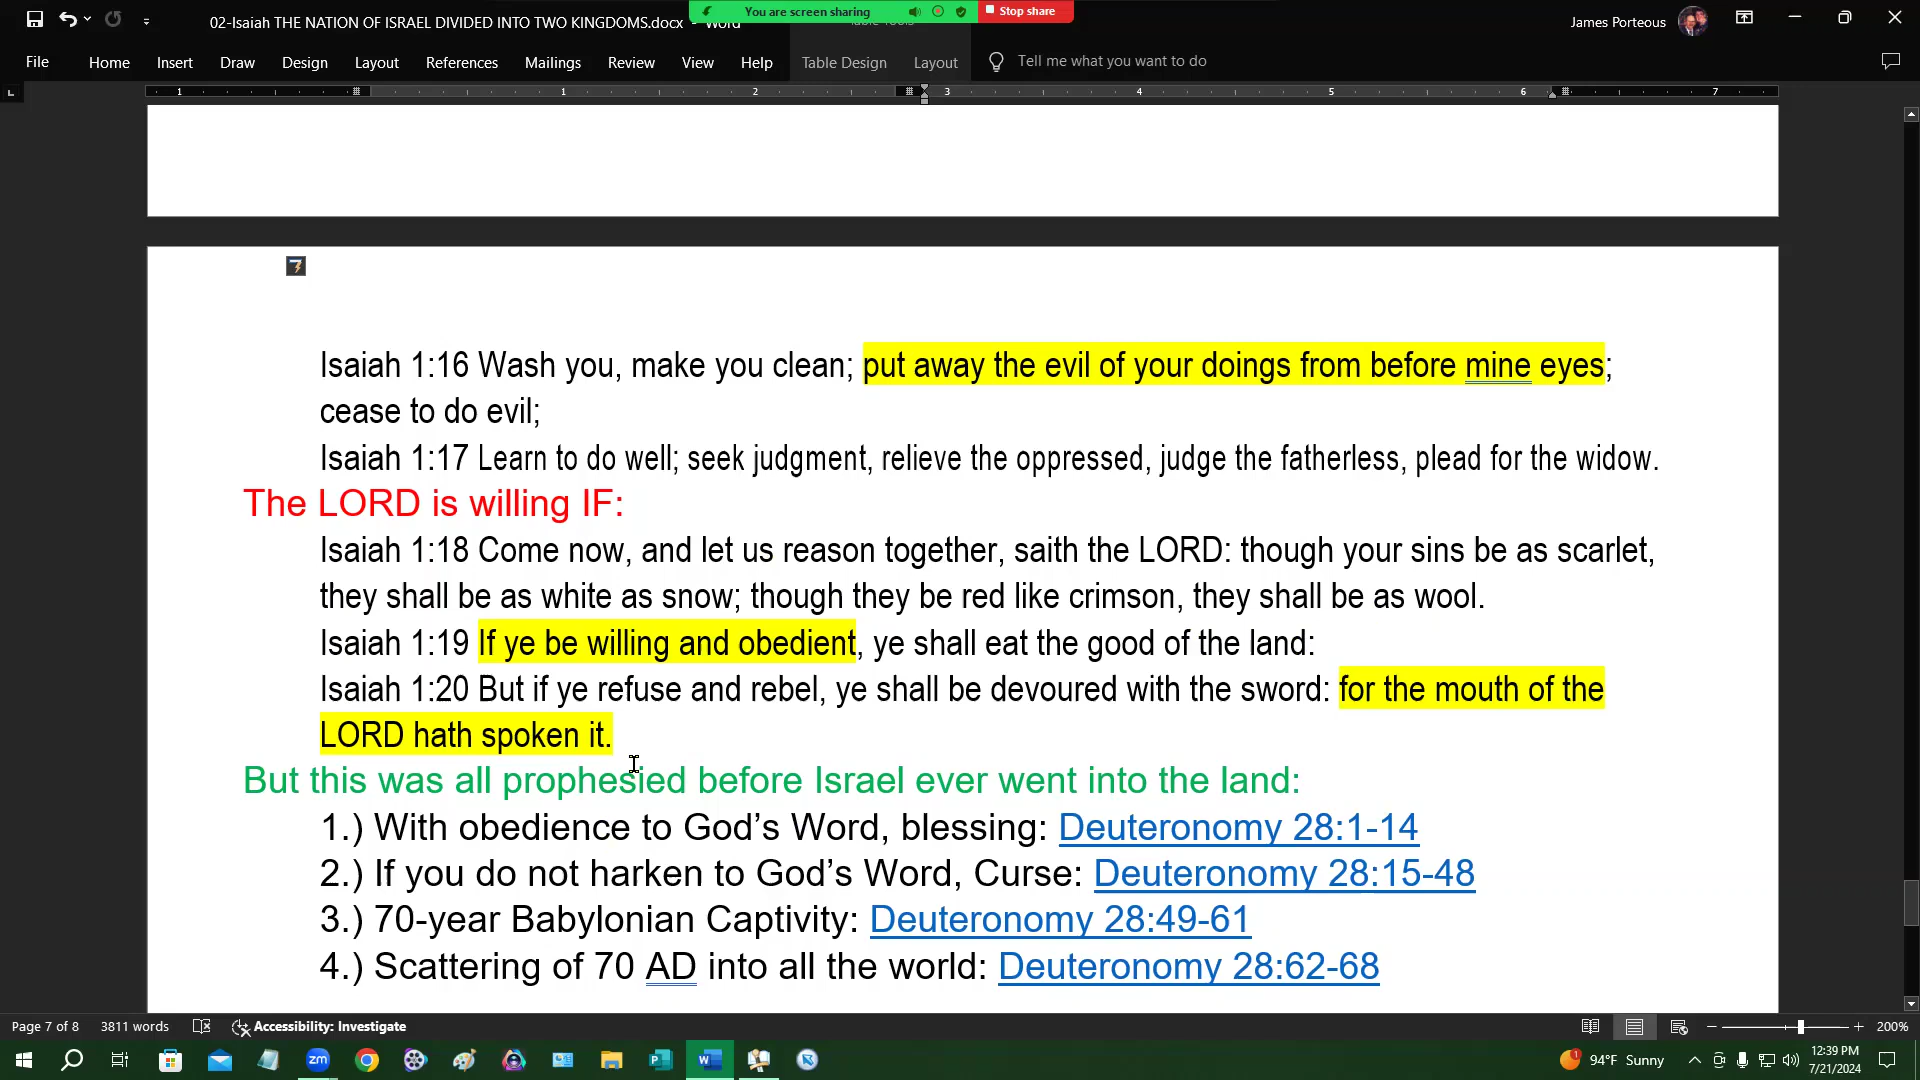 02-Isaiah THE NATION OF ISRAEL DIVIDED INTO TWO KINGDOMS.docx - Word
You are screen sharing
Stop share
James Porteous
File Home Insert Draw Design Layout References Mailings Review View Help Table Design Layout Tell me what you want to do
1 1 2 3 4 5 6 7
Isaiah 1:16 Wash you, make you clean; put away the evil of your doings from before mine eyes;
cease to do evil;
Isaiah 1:17 Learn to do well; seek judgment, relieve the oppressed, judge the fatherless, plead for the widow.
The LORD is willing IF:
Isaiah 1:18 Come now, and let us reason together, saith the LORD: though your sins be as scarlet,
they shall be as white as snow; though they be red like crimson, they shall be as wool.
Isaiah 1:19 If ye be willing and obedient, ye shall eat the good of the land:
Isaiah 1:20 But if ye refuse and rebel, ye shall be devoured with the sword: for the mouth of the
LORD hath spoken it.
But this was all prophesied before Israel ever went into the land:
1.) With obedience to God’s Word, blessing: Deuteronomy 28:1-14
2.) If you do not harken to God’s Word, Curse: Deuteronomy 28:15-48
3.) 70-year Babylonian Captivity: Deuteronomy 28:49-61
4.) Scattering of 70 AD into all the world: Deuteronomy 28:62-68
Page 7 of 8 3811 words Accessibility: Investigate 200%
zm 1 94°F Sunny 12:39 PM
7/21/2024